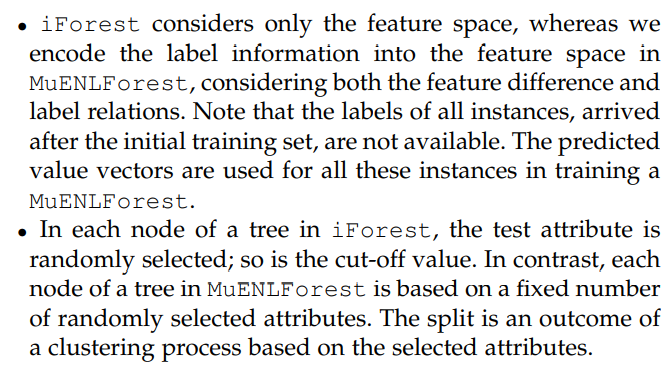 • iForest considers only the feature space, whereas we
encode the label information into the feature space in
MuENLForest, considering both the feature difference and
label relations. Note that the labels of all instances, arrived
after the initial training set, are not available. The predicted
value vectors are used for all these instances in training a
MuENLForest.
• In each node of a tree in iForest, the test attribute is
randomly selected; so is the cut-off value. In contrast, each
node of a tree in MuENLForest is based on a fixed number
of randomly selected attributes. The split is an outcome of
a clustering process based on the selected attributes.